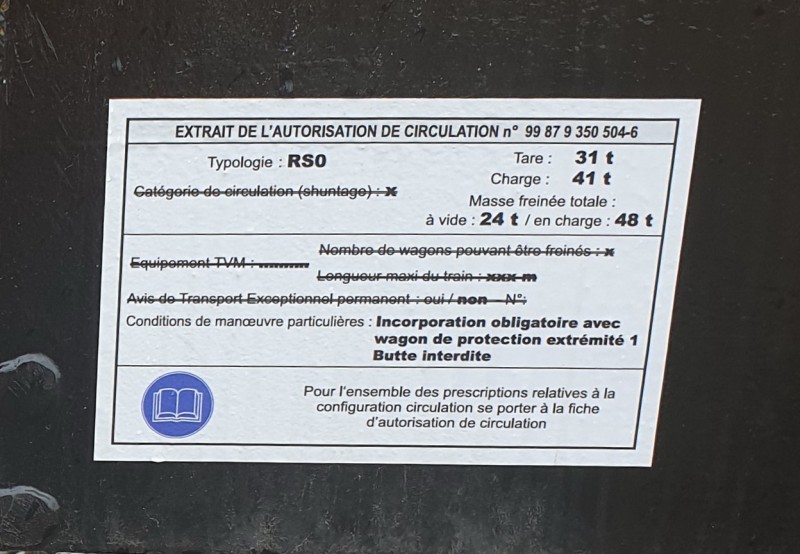 EXTRAIT DE L'AUTORISATION DE CIRCULATION n° 99 87 9 350 504-6
Typologie : RS0
Catégorie de circulation (shuntage) : X
Tare : 31 t
Charge : 41 t
Masse freinée totale :
à vide : 24 t / en charge : 48 t
Equipement TVM : ..........
Nombre de wagons pouvant être freinés : x
Longueur maxi du train : xxx m
Avis de Transport Exceptionnel permanent : oui / non - N°:
Conditions de manœuvre particulières : Incorporation obligatoire avec
wagon de protection extrémité 1
Butte interdite
Pour l'ensemble des prescriptions relatives à la
configuration circulation se porter à la fiche
d'autorisation de circulation